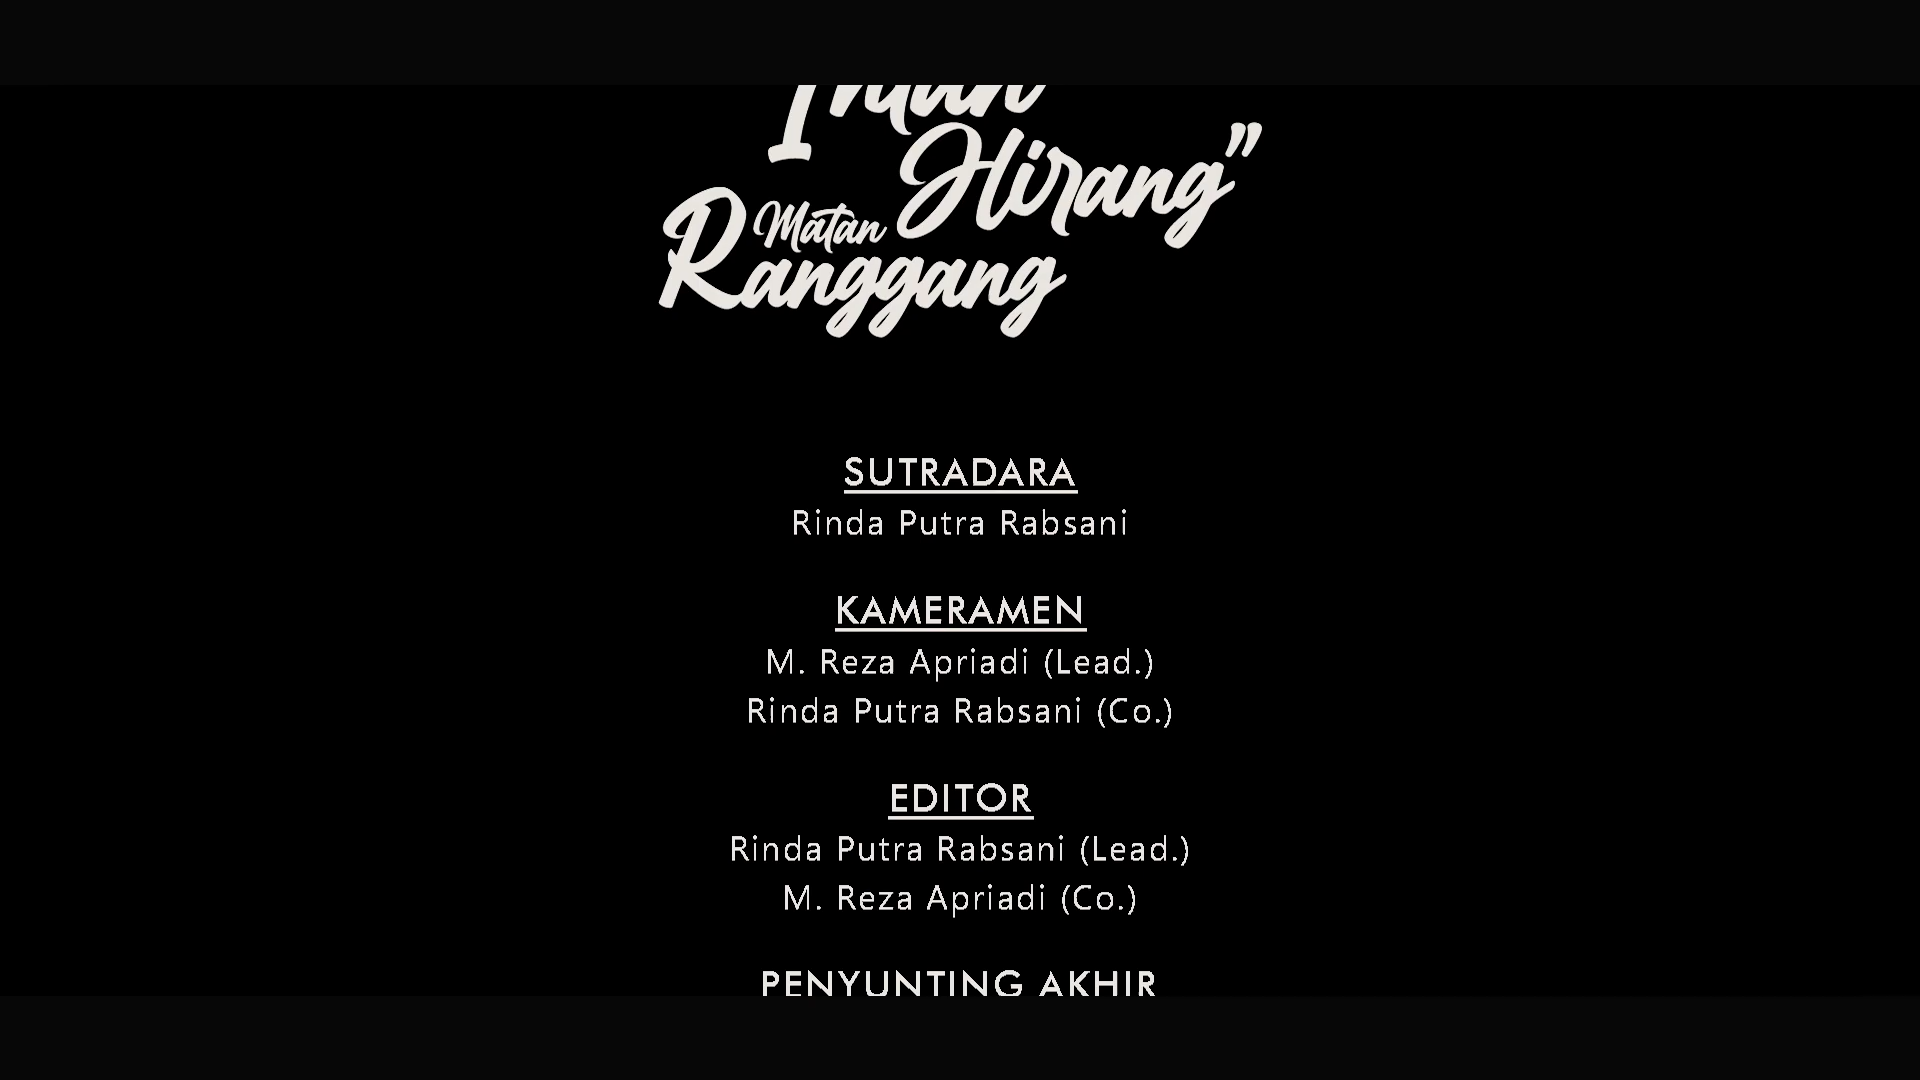 Hirang”
Matan
Ranggang
SUTRADARA
Rinda Putra Rabsani
KAMERAMEN
M. Reza Apriadi (Lead.)
Rinda Putra Rabsani (Co.)
EDITOR
Rinda Putra Rabsani (Lead.)
M. Reza Apriadi (Co.)
PENYUNTING AKHIR